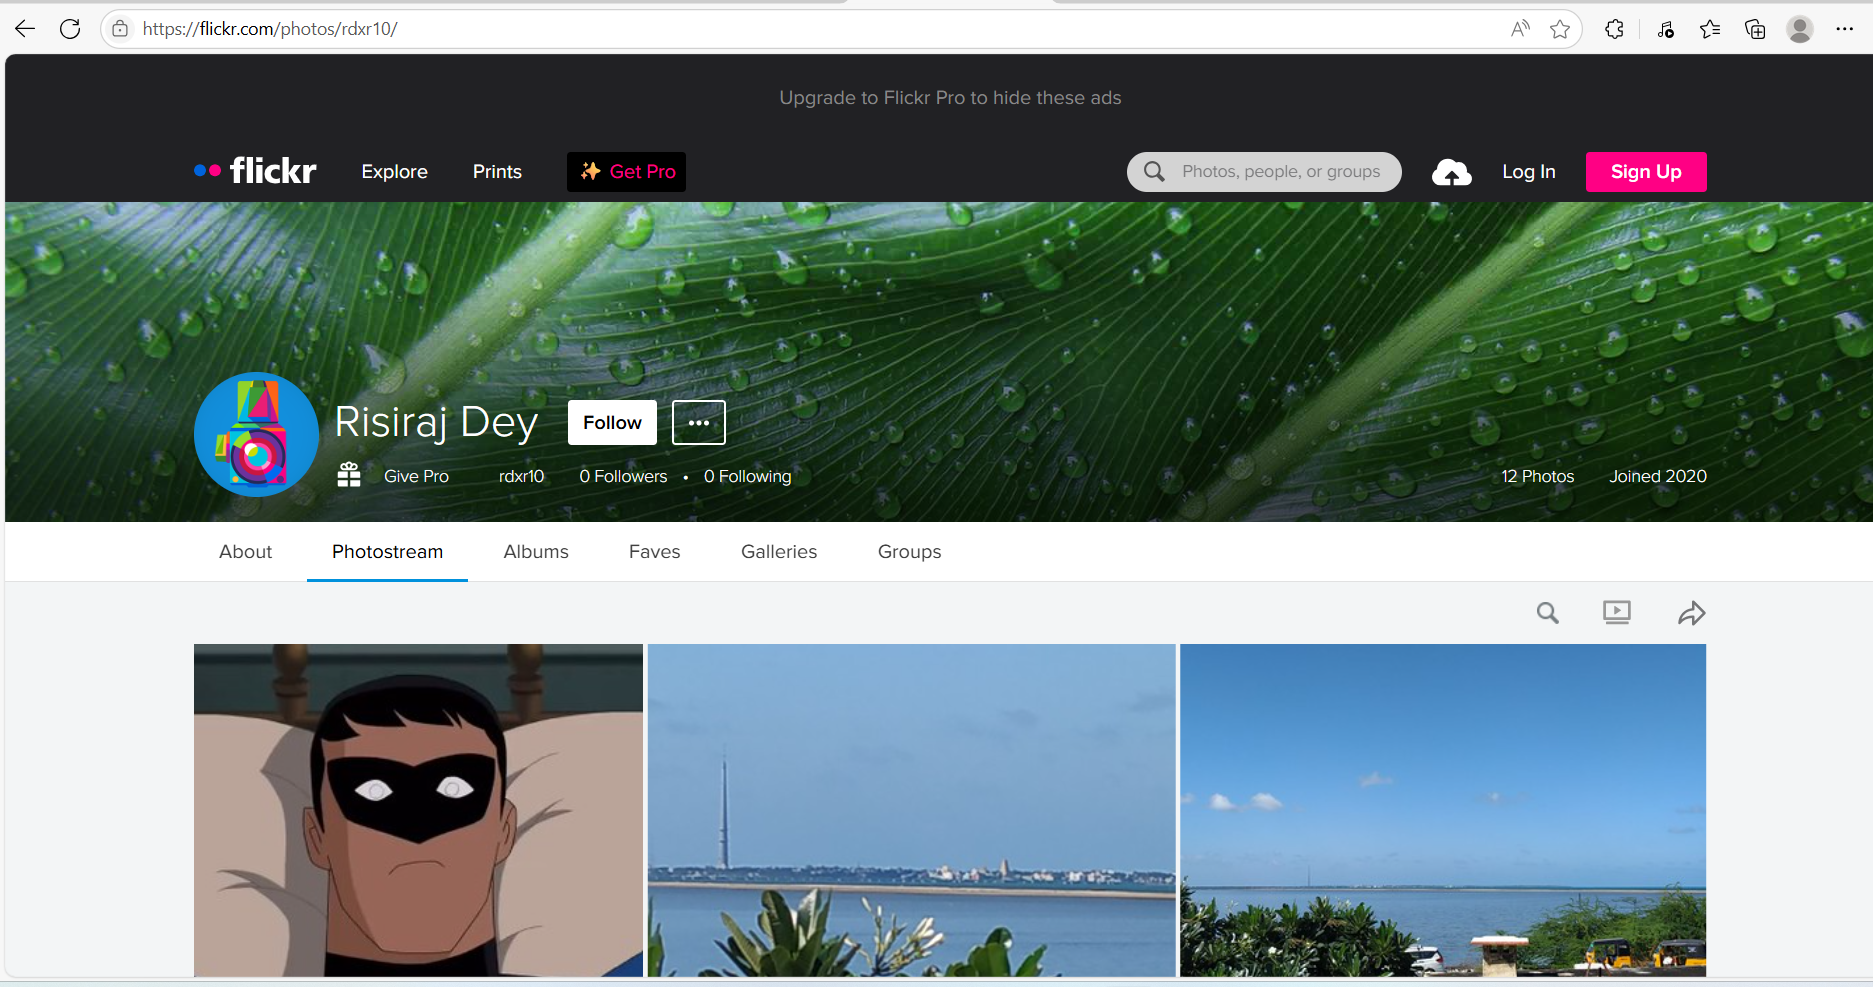 https://flickr.com/photos/rdxr10/
Upgrade to Flickr Pro to hide these ads
flickr Explore Prints Get Pro Photos, people, or groups Log In Sign Up
Risiraj Dey Follow
Give Pro rdxr10 0 Followers • 0 Following 12 Photos Joined 2020
About Photostream Albums Faves Galleries Groups